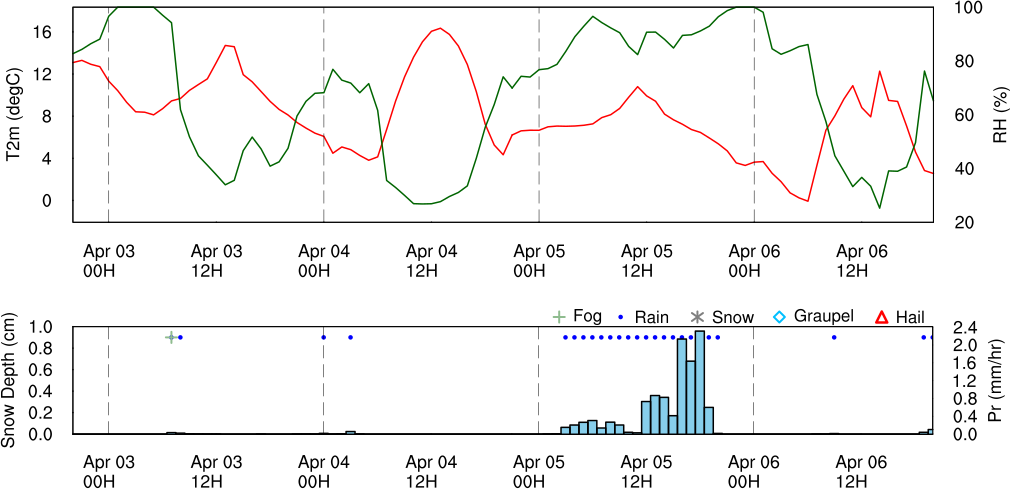 16
12
8
4
0
T2m (degC)
100
80
60
40
20
RH (%)
Apr 03 Apr 03 Apr 04 Apr 04 Apr 05 Apr 05 Apr 06 Apr 06
00H 12H 00H 12H 00H 12H 00H 12H
Fog Rain Snow Graupel Hail
1.0
0.8
0.6
0.4
0.2
0.0
Snow Depth (cm)
2.4
2.0
1.6
1.2
0.8
0.4
0.0
Pr (mm/hr)
Apr 03 Apr 03 Apr 04 Apr 04 Apr 05 Apr 05 Apr 06 Apr 06
00H 12H 00H 12H 00H 12H 00H 12H